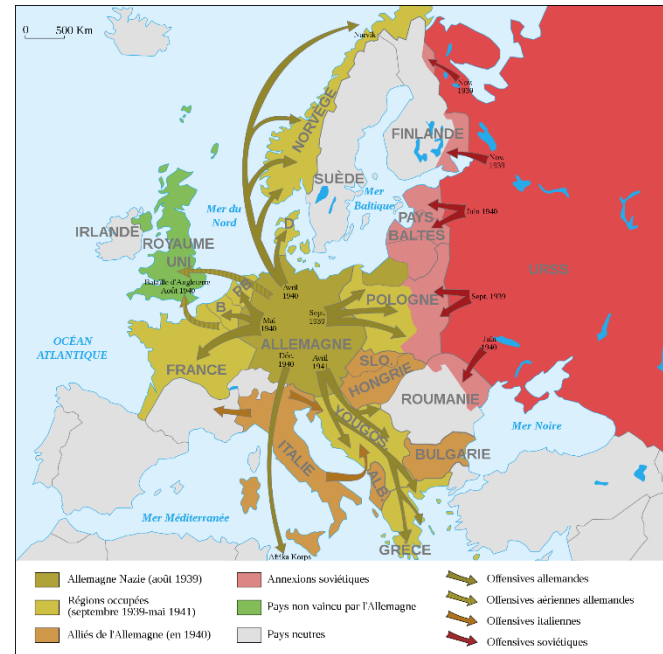 0 500 Km
Narvik
Nov.
1939
NORVÈGE
FINLANDE
Nov.
1939
SUÈDE
Mer
Baltique
Mer du
Nord
Juin 1940
PAYS
BALTES
IRLANDE
ROYAUME
UNI
D
URSS
Bataille d'Angleterre
Août 1940
PB
B
Avril
1940
Sept.
1939
POLOGNE
Sept. 1939
Mai
1940
ALLEMAGNE
OCÉAN
ATLANTIQUE
Déc.
1940
Avril
1941
Juin
1940
FRANCE
SLO.
HONGRIE
ROUMANIE
Mer Noire
YOUGOS.
ITALIE
BULGARIE
ALB.
Mer Méditerranée
GRÈCE
Afrika Korps
Allemagne Nazie (août 1939)
Régions occupées
(septembre 1939-mai 1941)
Alliés de l'Allemagne (en 1940)
Annexions soviétiques
Pays non vaincu par l'Allemagne
Pays neutres
Offensives allemandes
Offensives aériennes allemandes
Offensives italiennes
Offensives soviétiques